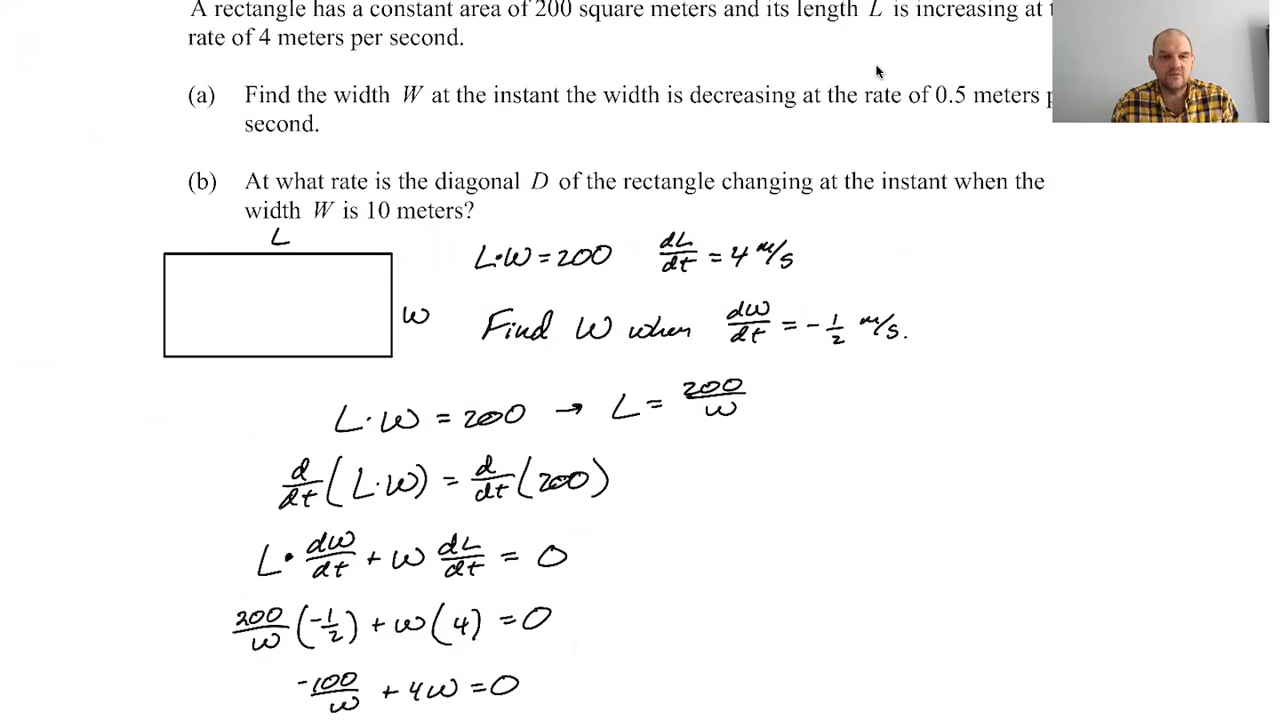 A rectangle has a constant area of 200 square meters and its length L is increasing at
rate of 4 meters per second.
(a) Find the width W at the instant the width is decreasing at the rate of 0.5 meters
second.
(b) At what rate is the diagonal D of the rectangle changing at the instant when the
width W is 10 meters?
L
W
L·W = 200 dL/dt = 4 m/s
Find W when dW/dt = -1/2 m/s.
L·W = 200 → L = 200/W
d/dt (L·W) = d/dt (200)
L · dW/dt + W dL/dt = 0
200/W (-1/2) + W(4) = 0
-100/W + 4W = 0